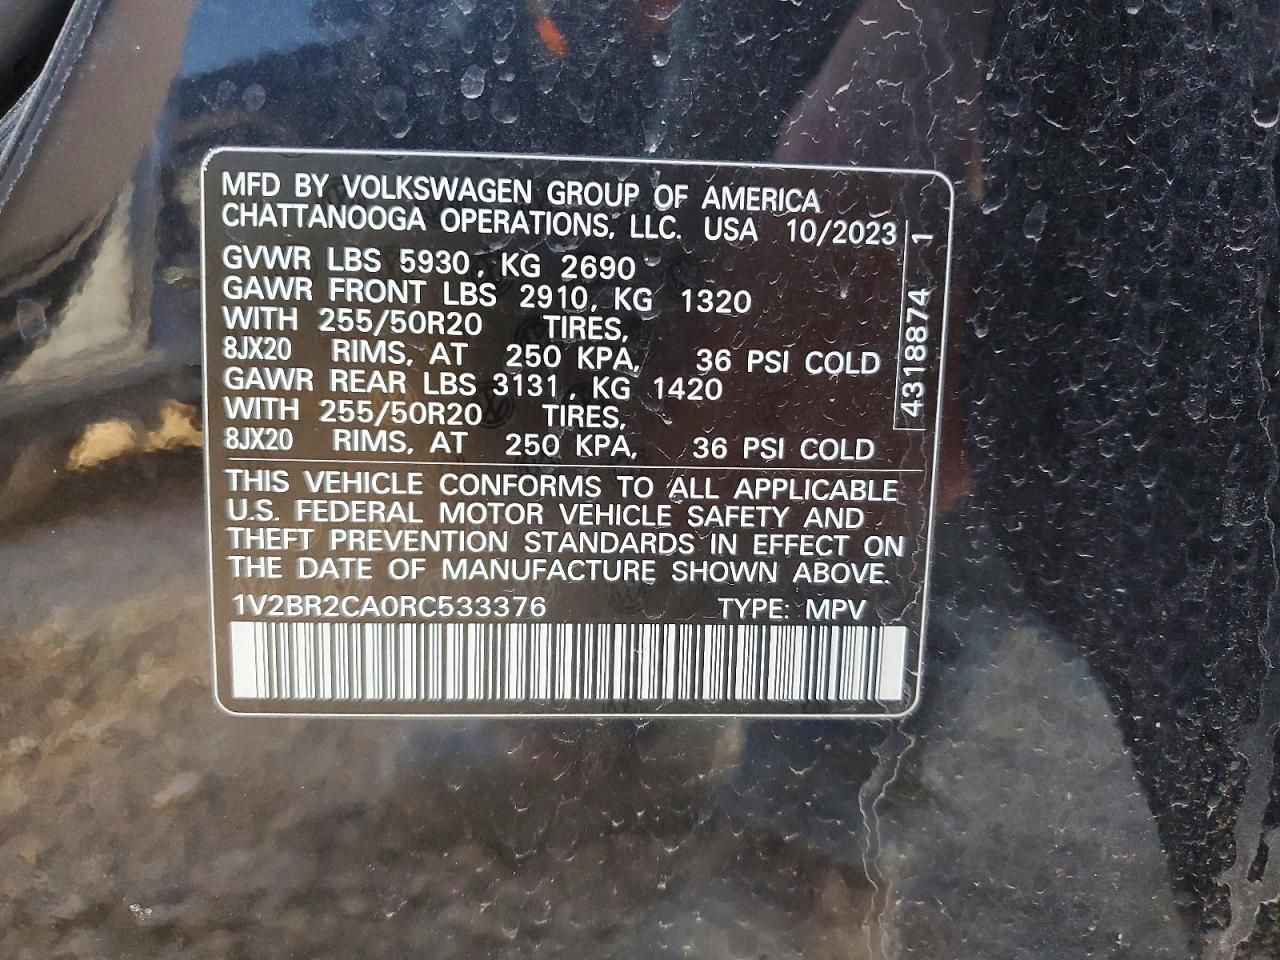 MFD BY VOLKSWAGEN GROUP OF AMERICA
CHATTANOOGA OPERATIONS, LLC. USA 10/2023
GVWR LBS 5930, KG 2690
GAWR FRONT LBS 2910, KG 1320
WITH 255/50R20 TIRES,
8JX20 RIMS, AT 250 KPA, 36 PSI COLD
GAWR REAR LBS 3131, KG 1420
WITH 255/50R20 TIRES,
8JX20 RIMS, AT 250 KPA, 36 PSI COLD
4318874 1
THIS VEHICLE CONFORMS TO ALL APPLICABLE
U.S. FEDERAL MOTOR VEHICLE SAFETY AND
THEFT PREVENTION STANDARDS IN EFFECT ON
THE DATE OF MANUFACTURE SHOWN ABOVE.
1V2BR2CA0RC533376 TYPE: MPV